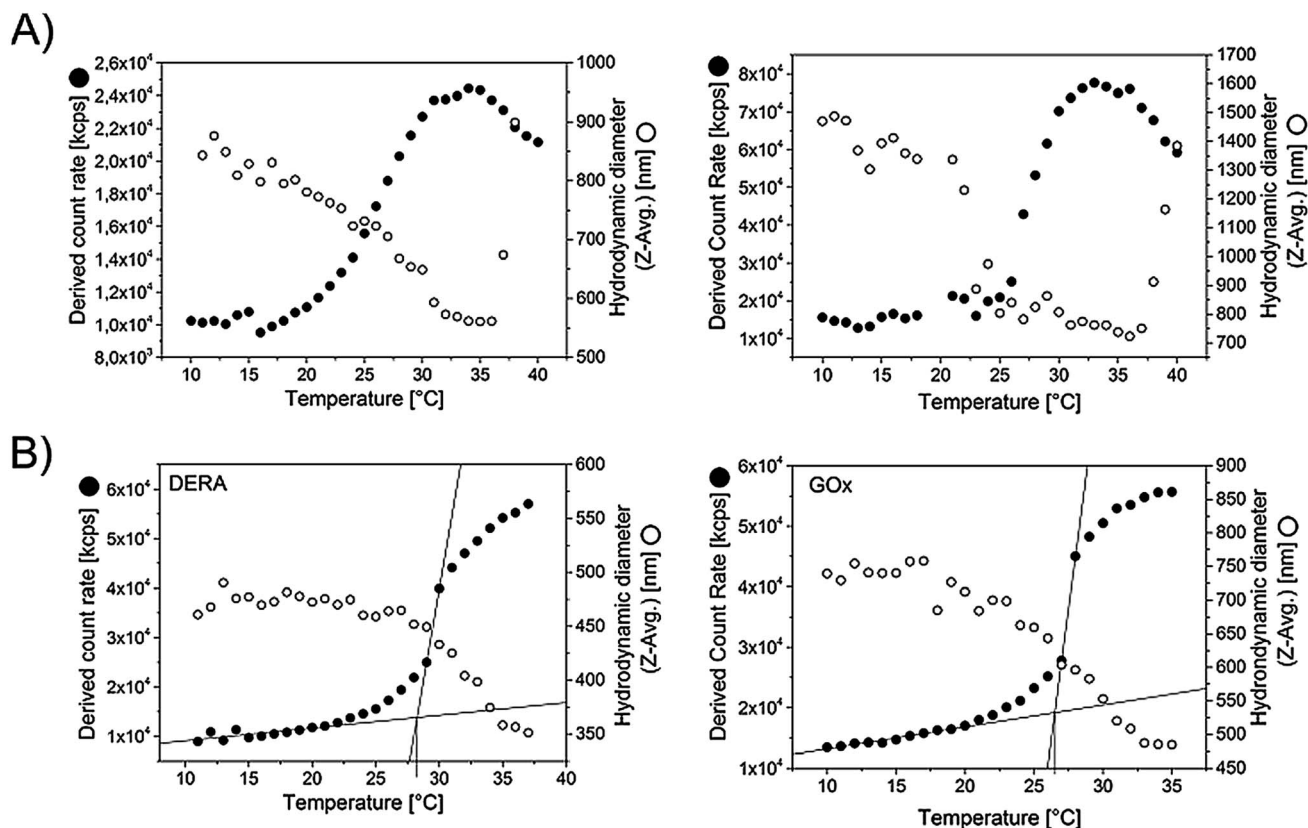 A)
Derived count rate [kcps]
2,6x10⁴
2,4x10⁴
2,2x10⁴
2,0x10⁴
1,8x10⁴
1,6x10⁴
1,4x10⁴
1,2x10⁴
1,0x10⁴
8,0x10³
10 15 20 25 30 35 40
Temperature [°C]
1000
900
800
700
600
500
Hydrodynamic diameter
(Z-Avg.) [nm]
Derived Count Rate [kcps]
8x10⁴
7x10⁴
6x10⁴
5x10⁴
4x10⁴
3x10⁴
2x10⁴
1x10⁴
10 15 20 25 30 35 40
Temperature [°C]
1700
1600
1500
1400
1300
1200
1100
1000
900
800
700
Hydrodynamic diameter
(Z-Avg.) [nm]
B)
DERA
Derived count rate [kcps]
6x10⁴
5x10⁴
4x10⁴
3x10⁴
2x10⁴
1x10⁴
10 15 20 25 30 35 40
Temperature [°C]
600
550
500
450
400
350
Hydrodynamic diameter
(Z-Avg.) [nm]
GOx
Derived Count Rate [kcps]
6x10⁴
5x10⁴
4x10⁴
3x10⁴
2x10⁴
1x10⁴
10 15 20 25 30 35
Temperature [°C]
900
850
800
750
700
650
600
550
500
450
Hydrondynamic diameter
(Z-Avg.) [nm]